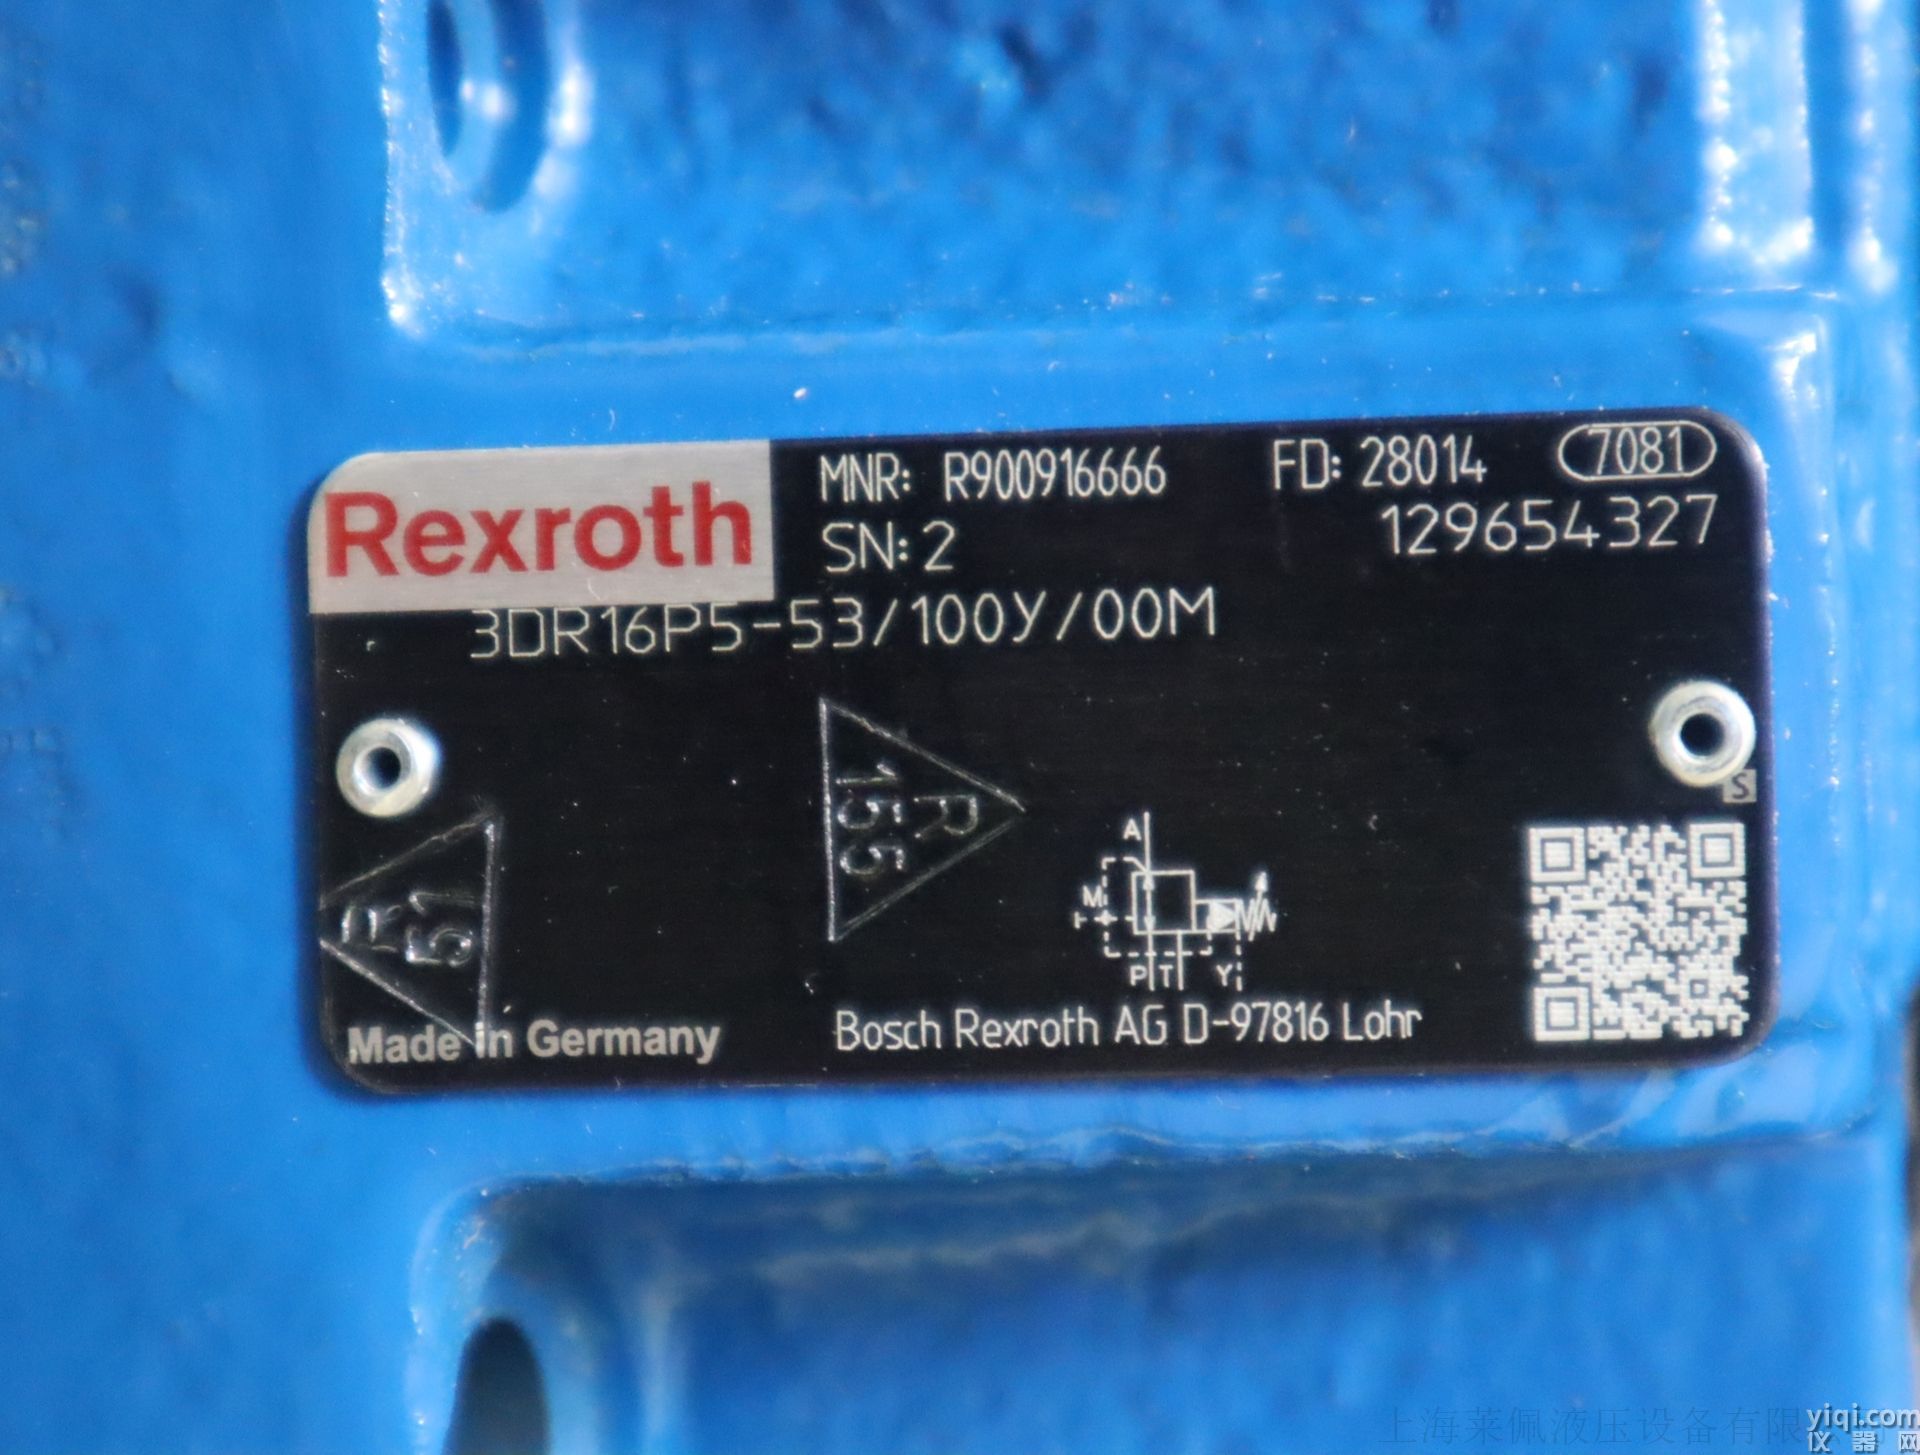 Rexroth
MNR: R900916666 FD: 28014 7081
SN: 2 129654327
3DR16P5-53/100Y/00M
S
R
155
R
51
A
M
P T Y
Made in Germany
Bosch Rexroth AG D-97816 Lohr
上海莱佩液压设备有限
yiqi.com
仪器网